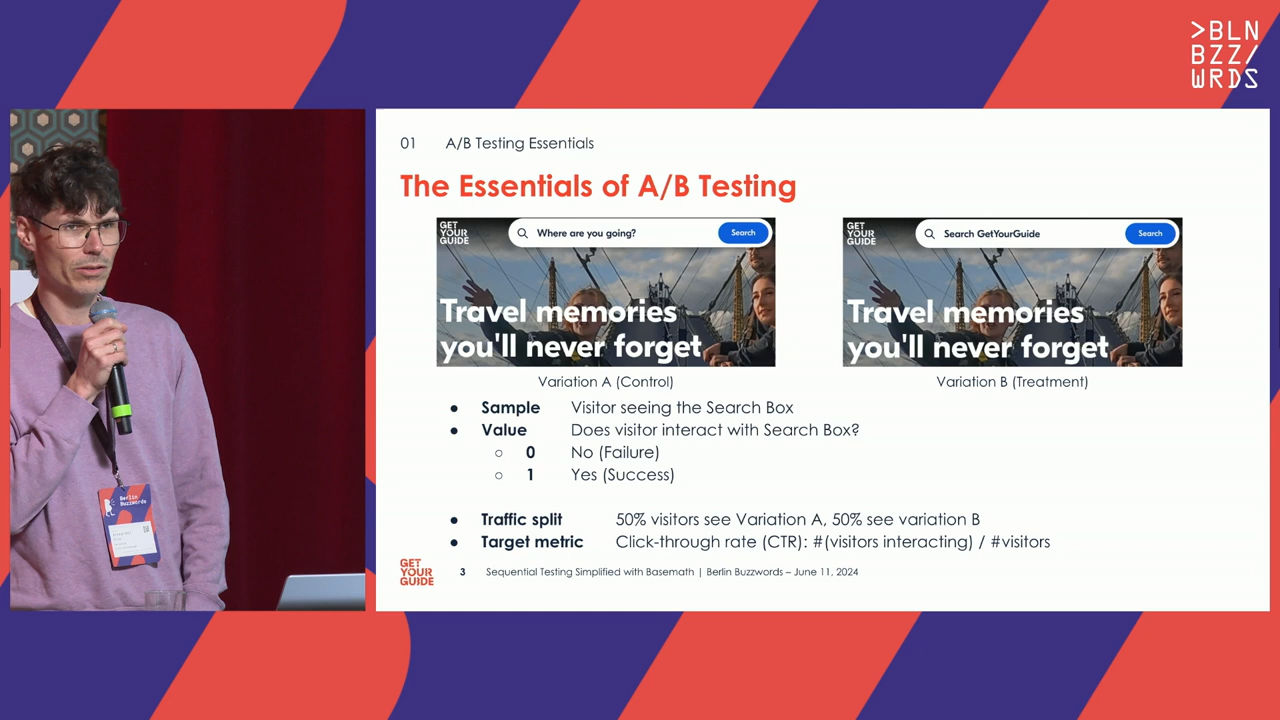 >BLN
BZZ/
WRDS
01 A/B Testing Essentials
The Essentials of A/B Testing
GET
YOUR
GUIDE
Where are you going?
Search
Travel memories
you'll never forget
Variation A (Control)
GET
YOUR
GUIDE
Search GetYourGuide
Search
Travel memories
you'll never forget
Variation B (Treatment)
● Sample Visitor seeing the Search Box
● Value Does visitor interact with Search Box?
○ 0 No (Failure)
○ 1 Yes (Success)
● Traffic split 50% visitors see Variation A, 50% see variation B
● Target metric Click-through rate (CTR): #(visitors interacting) / #visitors
GET
YOUR
GUIDE
3 Sequential Testing Simplified with Basemath | Berlin Buzzwords – June 11, 2024
Berlin
Buzzwords